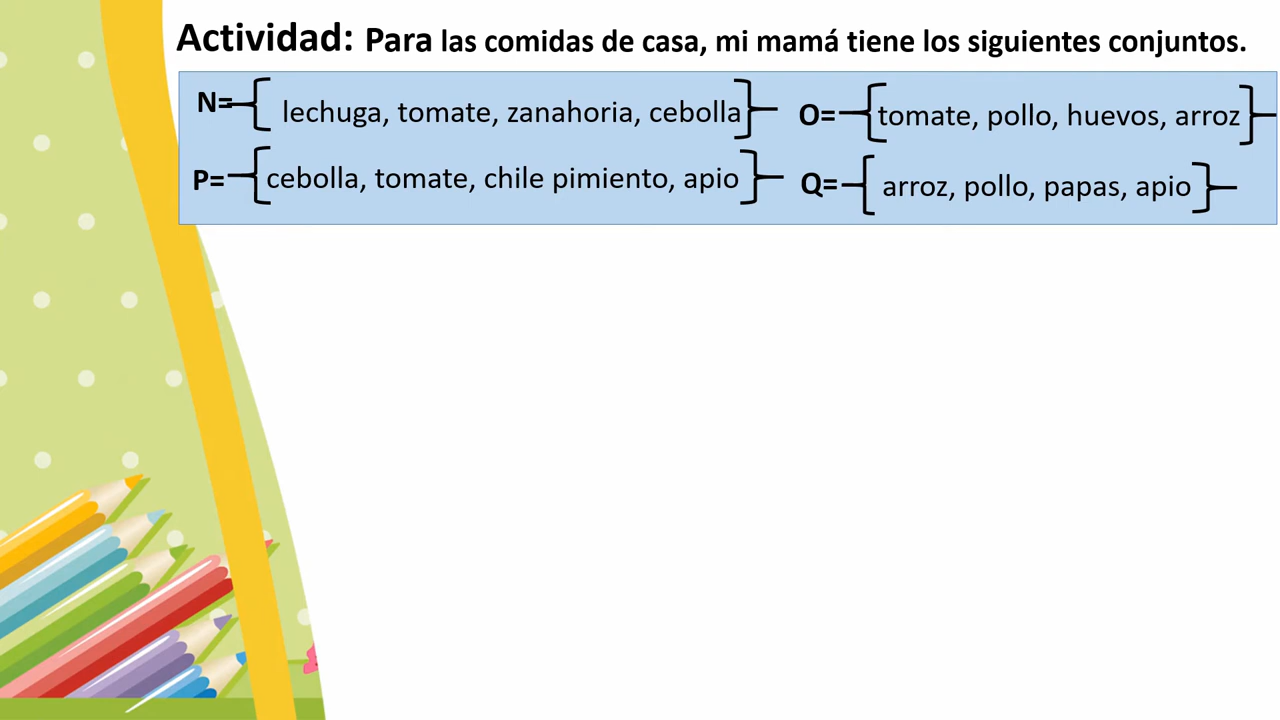 Actividad: Para las comidas de casa, mi mamá tiene los siguientes conjuntos.
N= { lechuga, tomate, zanahoria, cebolla }
O= { tomate, pollo, huevos, arroz }
P= { cebolla, tomate, chile pimiento, apio }
Q= { arroz, pollo, papas, apio }